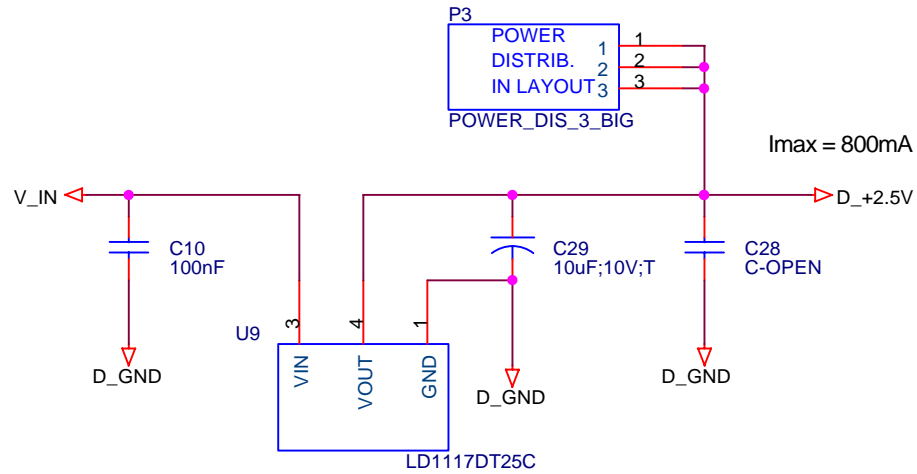 P3
POWER
DISTRIB.
IN LAYOUT
1
2
3
1
2
3
POWER_DIS_3_BIG
Imax = 800mA
V_IN
D_+2.5V
C10
100nF
C29
10uF;10V;T
C28
C-OPEN
U9
3
4
1
VIN
VOUT
GND
D_GND
D_GND
D_GND
LD1117DT25C